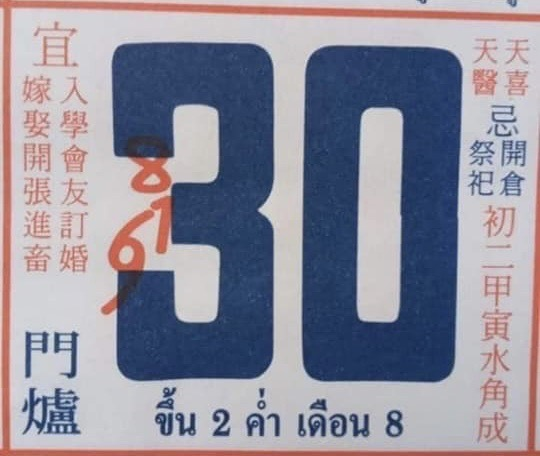 宜
入學會友訂婚
嫁娶開張進畜
門爐
30
8
61
天喜
天醫
忌
開倉
祭祀
初二甲寅水角成
ขึ้น 2 ค่ำ เดือน 8